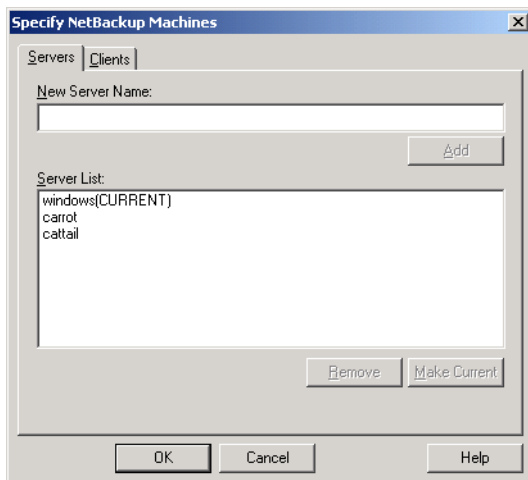 Specify NetBackup Machines
Servers
Clients
New Server Name:
Add
Server List:
windows(CURRENT)
carrot
cattail
Remove
Make Current
OK
Cancel
Help